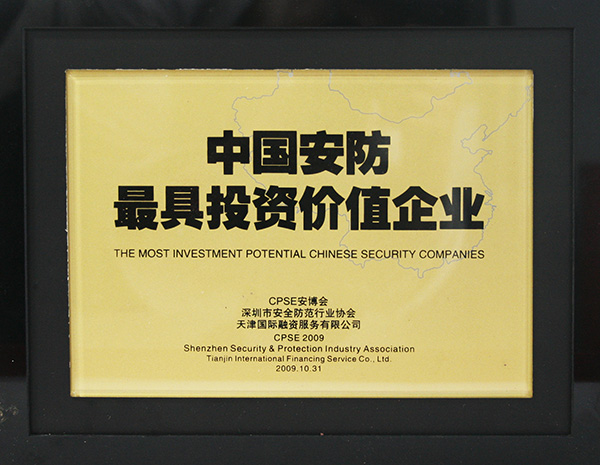 中国安防
最具投资价值企业
THE MOST INVESTMENT POTENTIAL CHINESE SECURITY COMPANIES
CPSE安博会
深圳市安全防范行业协会
天津国际融资服务有限公司
CPSE 2009
Shenzhen Security & Protection Industry Association
Tianjin International Financing Service Co., Ltd.
2009.10.31